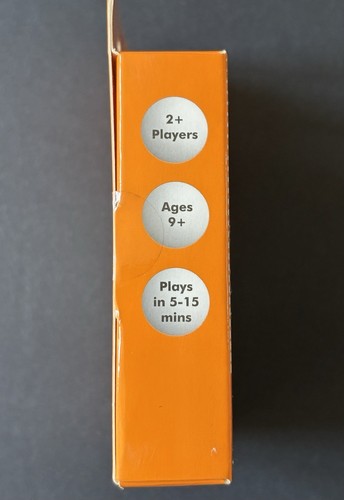 2+
Players
Ages
9+
Plays
in 5-15
mins